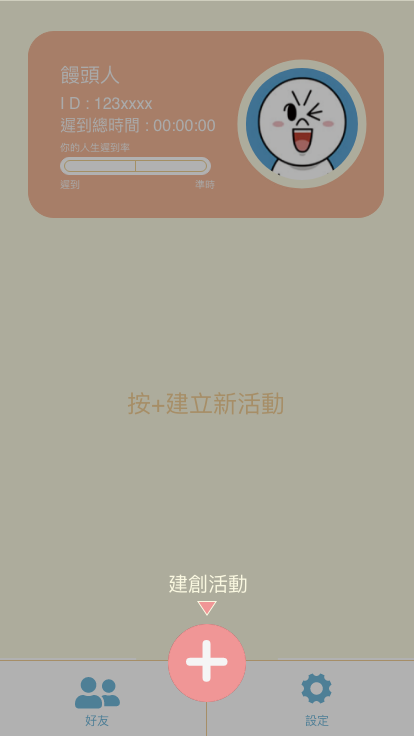 饅頭人
I D : 123xxxx
遲到總時間 : 00:00:00
你的人生遲到率
遲到 準時
按+建立新活動
建創活動
好友 設定